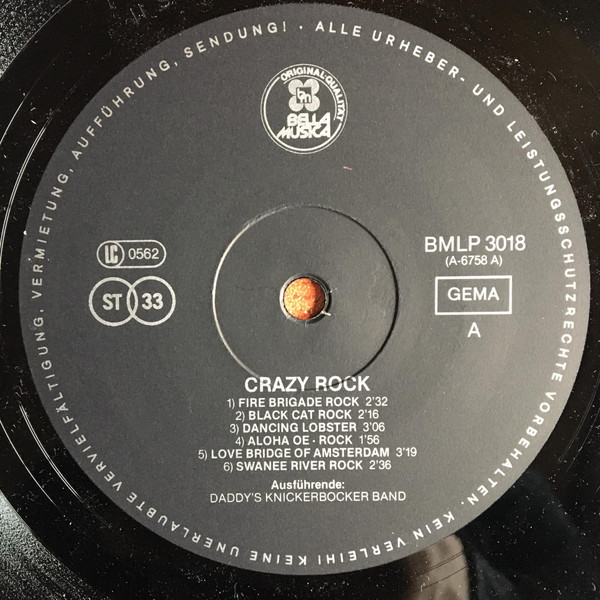 ALLE URHEBER- UND LEISTUNGSSCHUTZRECHTE VORBEHALTEN. KEIN VERLEIH! KEINE UNERLAUBTE VERVIELFÄLTIGUNG, VERMIETUNG, AUFFÜHRUNG, SENDUNG! ·
ORIGINAL-QUALITÄT
bm
BELLA
MUSICA
LC 0562
ST 33
BMLP 3018
(A-6758 A)
GEMA
A
CRAZY ROCK
1) FIRE BRIGADE ROCK 2'32
2) BLACK CAT ROCK 2'16
3) DANCING LOBSTER 3'06
4) ALOHA OE - ROCK 1'56
5) LOVE BRIDGE OF AMSTERDAM 3'19
6) SWANEE RIVER ROCK 2'36
Ausführende:
DADDY'S KNICKERBOCKER BAND